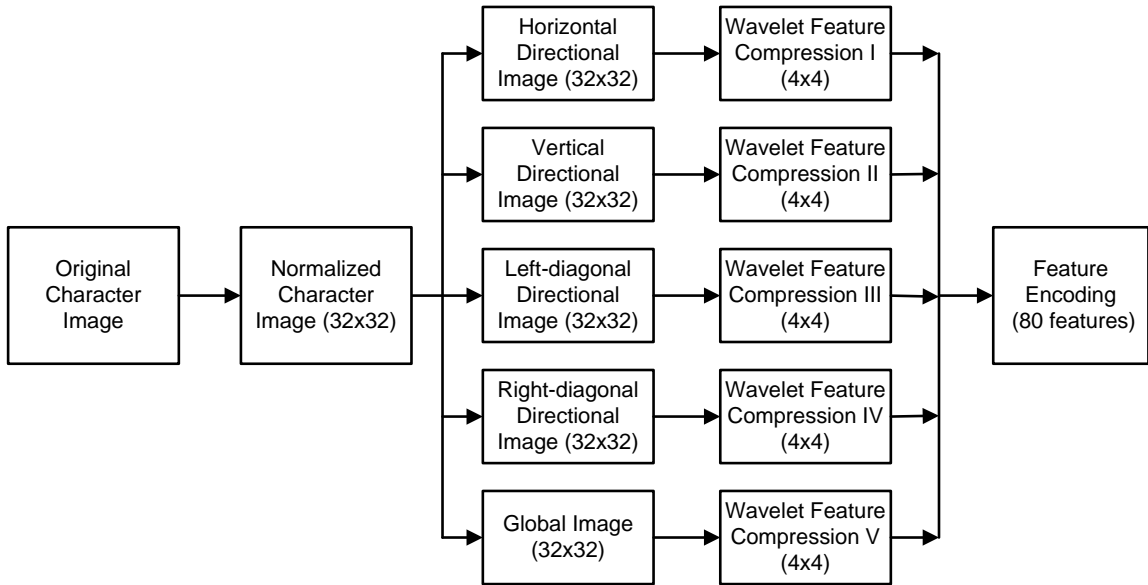 Original
Character
Image
Normalized
Character
Image (32x32)
Horizontal
Directional
Image (32x32)
Wavelet Feature
Compression I
(4x4)
Vertical
Directional
Image (32x32)
Wavelet Feature
Compression II
(4x4)
Left-diagonal
Directional
Image (32x32)
Wavelet Feature
Compression III
(4x4)
Right-diagonal
Directional
Image (32x32)
Wavelet Feature
Compression IV
(4x4)
Global Image
(32x32)
Wavelet Feature
Compression V
(4x4)
Feature
Encoding
(80 features)